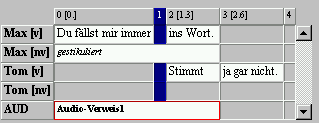 0 [0.] 1 2 [1.3] 3 [2.6] 4
Max [v] Du fällst mir immer ins Wort.
Max [nv] gestikuliert
Tom [v] Stimmt ja gar nicht.
Tom [nv]
AUD Audio-Verweis1